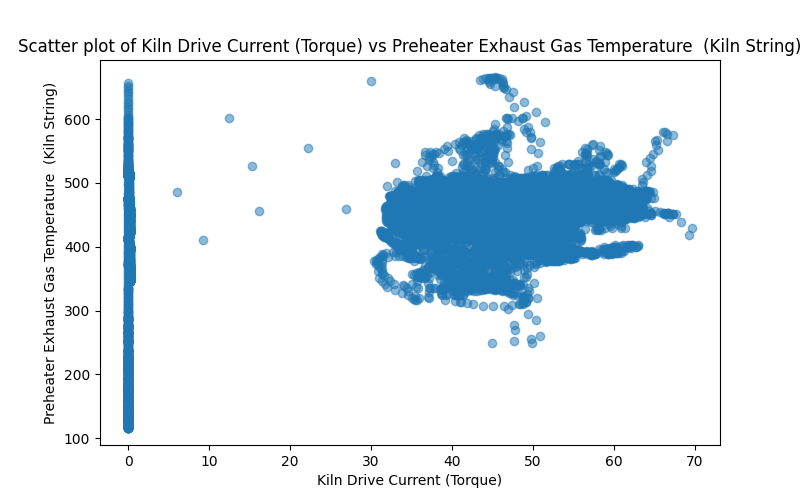 Scatter plot of Kiln Drive Current (Torque) vs Preheater Exhaust Gas Temperature  (Kiln String)
Preheater Exhaust Gas Temperature  (Kiln String)
600
500
400
300
200
100
0 10 20 30 40 50 60 70
Kiln Drive Current (Torque)